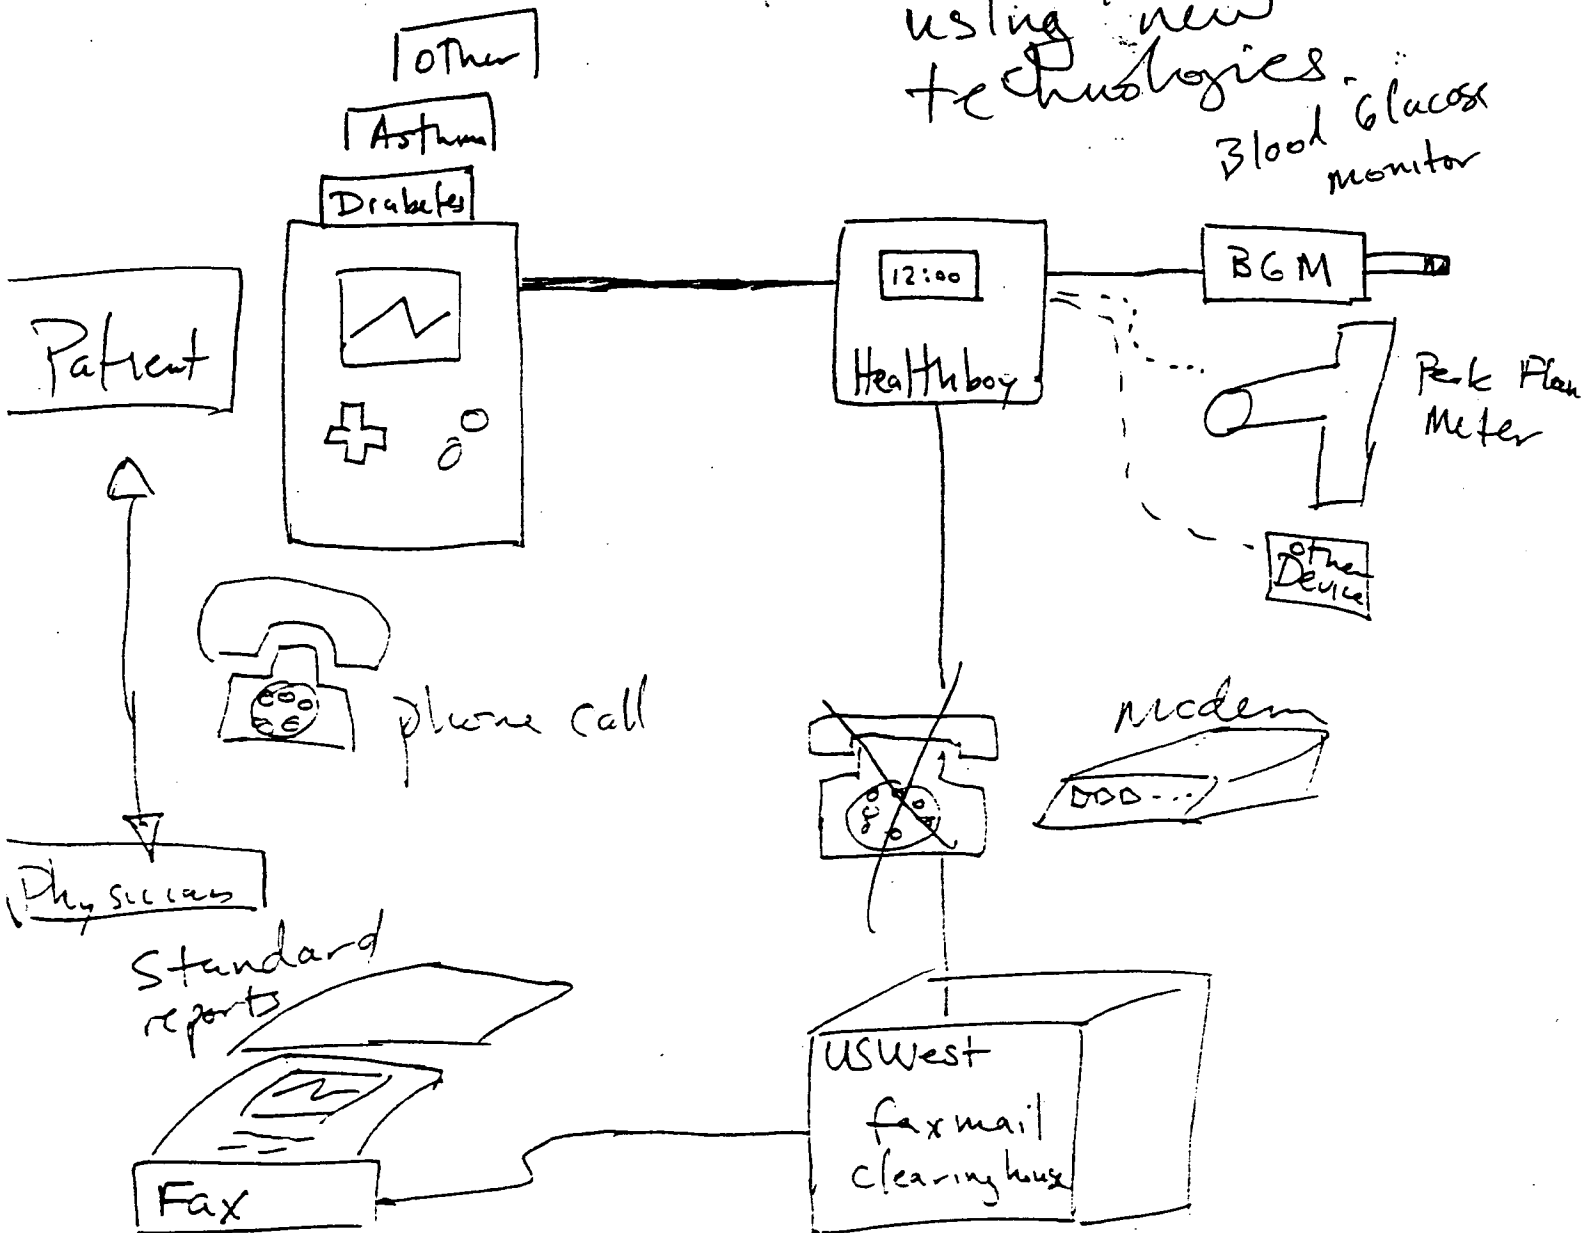 using new
technologies.
Other
Asthma
Diabetes
Blood Glucose
monitor
Patient
12:00
Healthboy
BGM
Peak Flow
Meter
Other
Device
phone call
Modem
Physician
Standard
reports
Fax
USWest
faxmail
clearinghouse